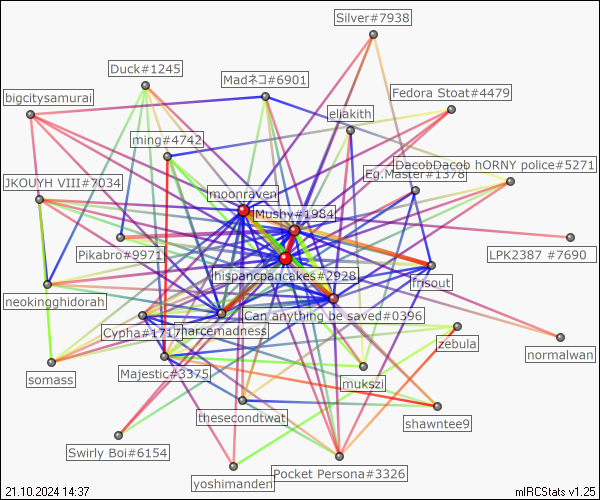 Silver#7938
Duck#1245
Madネコ#6901
Fedora Stoat#4479
bigcitysamurai
eliakith
ming#4742
DacobDacob hORNY police#5271
Eg.Master#1378
JKOUYH VIII#7034
moonraven
Mushy#1984
Pikabro#9971
LPK2387 #7690
hispancpancakes#2928
frisqut
neokingghidorah
Can anything be saved#0396
Cypha#1717
harcemadness
zebula
normalwan
somass
Majestic#3375
mukszi
thesecondtwat
shawntee9
Swirly Boi#6154
yoshimanden
Pocket Persona#3326
21.10.2024 14:37
mIRCStats v1.25